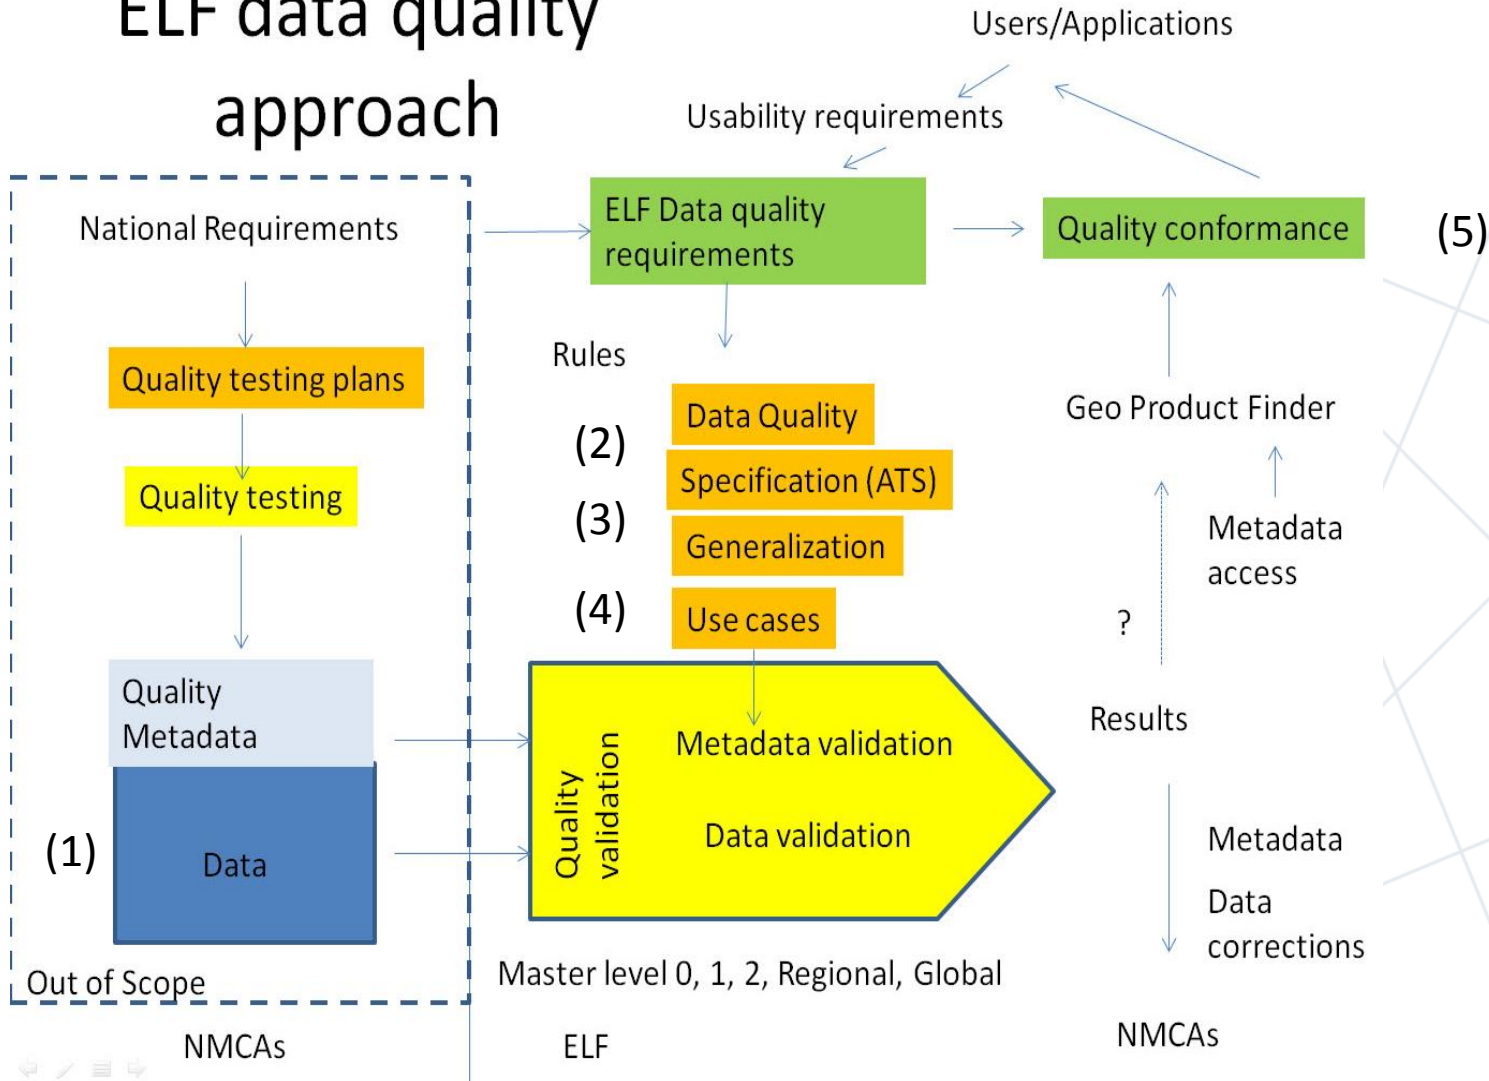 ELF data quality
approach
Users/Applications
Usability requirements
National Requirements
ELF Data quality
requirements
Quality conformance
(5)
Rules
Quality testing plans
Data Quality
Geo Product Finder
(2)
Specification (ATS)
Quality testing
(3)
Generalization
Metadata
access
(4)
Use cases
?
Quality
Metadata
Results
Quality
validation
Metadata validation
Data validation
(1)
Data
Metadata
Data
corrections
Out of Scope
Master level 0, 1, 2, Regional, Global
NMCAs
ELF
NMCAs